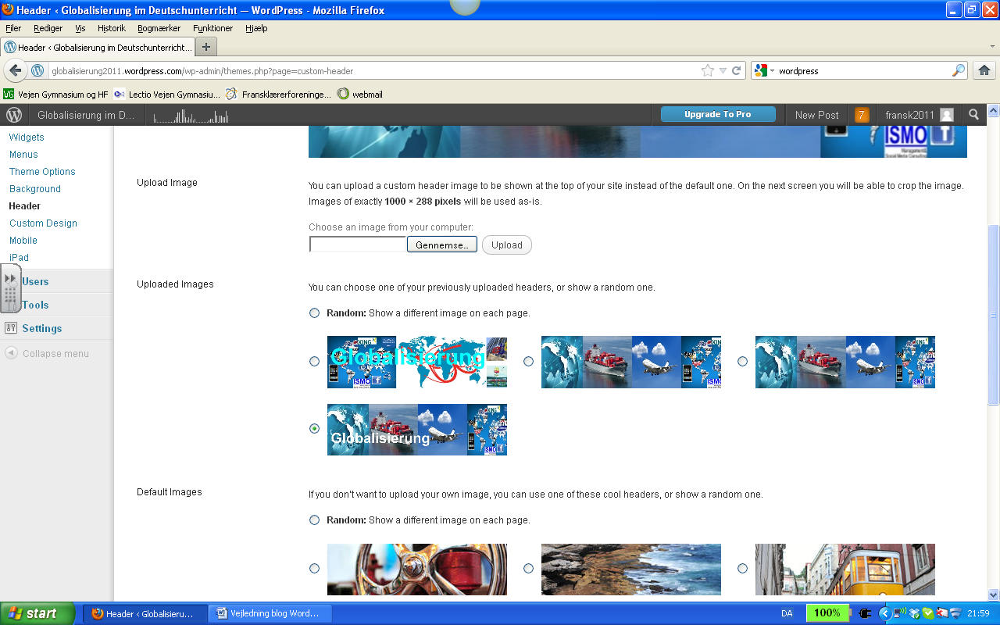 Header ‹ Globalisierung im Deutschunterricht — WordPress - Mozilla Firefox
Filer Rediger Vis Historik Bogmærker Funktioner Hjælp
Header ‹ Globalisierung im Deutschunterricht...
globalisierung2011.wordpress.com/wp-admin/themes.php?page=custom-header
wordpress
VG Vejen Gymnasium og HF Lectio Vejen Gymnasiu... Fransklærerforeninge... webmail
Globalisierung im D... Upgrade To Pro New Post 7 fransk2011
Widgets
Menus
Theme Options
Background
Header
Custom Design
Mobile
iPad
Users
Tools
Settings
Collapse menu
ISMO
Management&
Social Media Consulting
Upload Image
You can upload a custom header image to be shown at the top of your site instead of the default one. On the next screen you will be able to crop the image.
Images of exactly 1000 × 288 pixels will be used as-is.
Choose an image from your computer:
Gennemse... Upload
Uploaded Images
You can choose one of your previously uploaded headers, or show a random one.
Random: Show a different image on each page.
XING
Globalisierung
ISMO
Globalisierung
Default Images
If you don't want to upload your own image, you can use one of these cool headers, or show a random one.
Random: Show a different image on each page.
start
Header ‹ Globalisieru...
Vejledning blog Word...
DA
100%
21:59